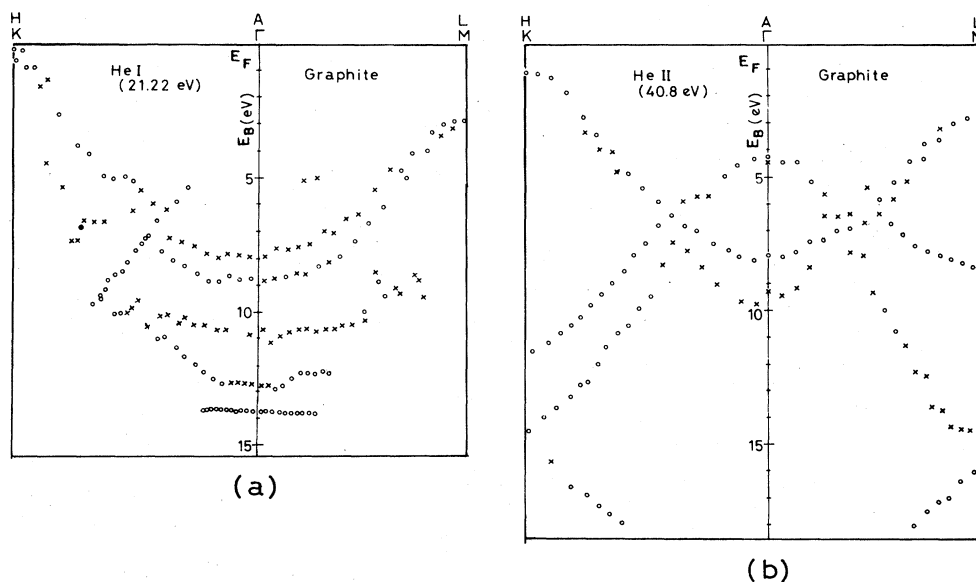 H A L
K Γ M
E_F
He I
(21.22 eV)
Graphite
E_B(eV)
5
10
15
(a)
H A L
K Γ M
E_F
He II
(40.8 eV)
Graphite
E_B(eV)
5
10
15
(b)